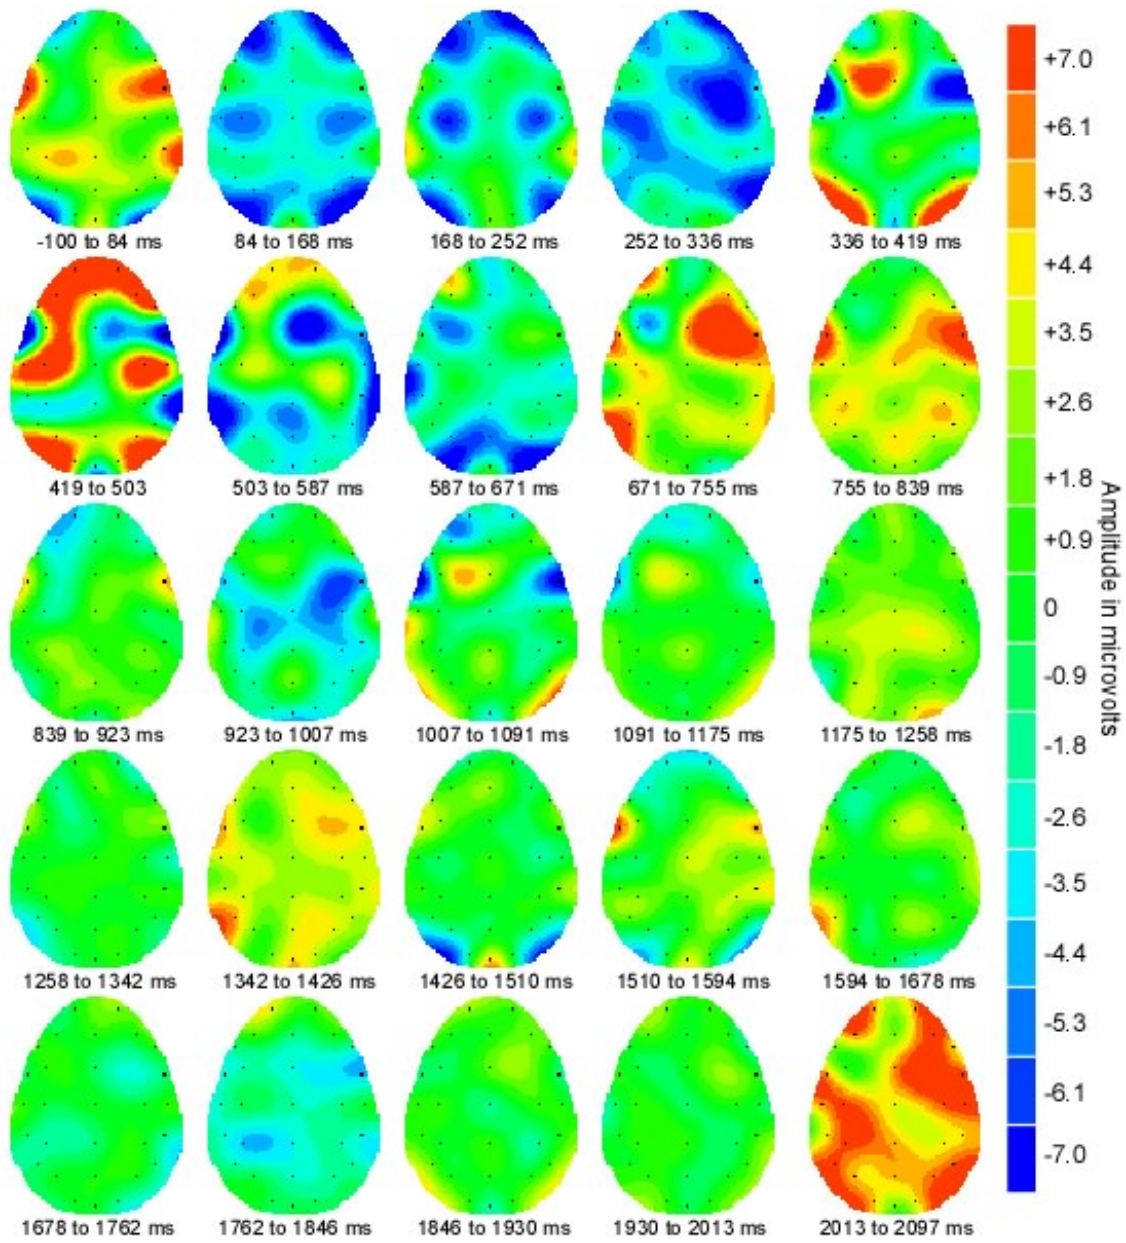 -100 to 84 ms
84 to 168 ms
168 to 252 ms
252 to 336 ms
336 to 419 ms
419 to 503
503 to 587 ms
587 to 671 ms
671 to 755 ms
755 to 839 ms
839 to 923 ms
923 to 1007 ms
1007 to 1091 ms
1091 to 1175 ms
1175 to 1258 ms
1258 to 1342 ms
1342 to 1426 ms
1426 to 1510 ms
1510 to 1594 ms
1594 to 1678 ms
1678 to 1762 ms
1762 to 1846 ms
1846 to 1930 ms
1930 to 2013 ms
2013 to 2097 ms
+7.0
+6.1
+5.3
+4.4
+3.5
+2.6
+1.8
+0.9
0
-0.9
-1.8
-2.6
-3.5
-4.4
-5.3
-6.1
-7.0
Amplitude in microvolts